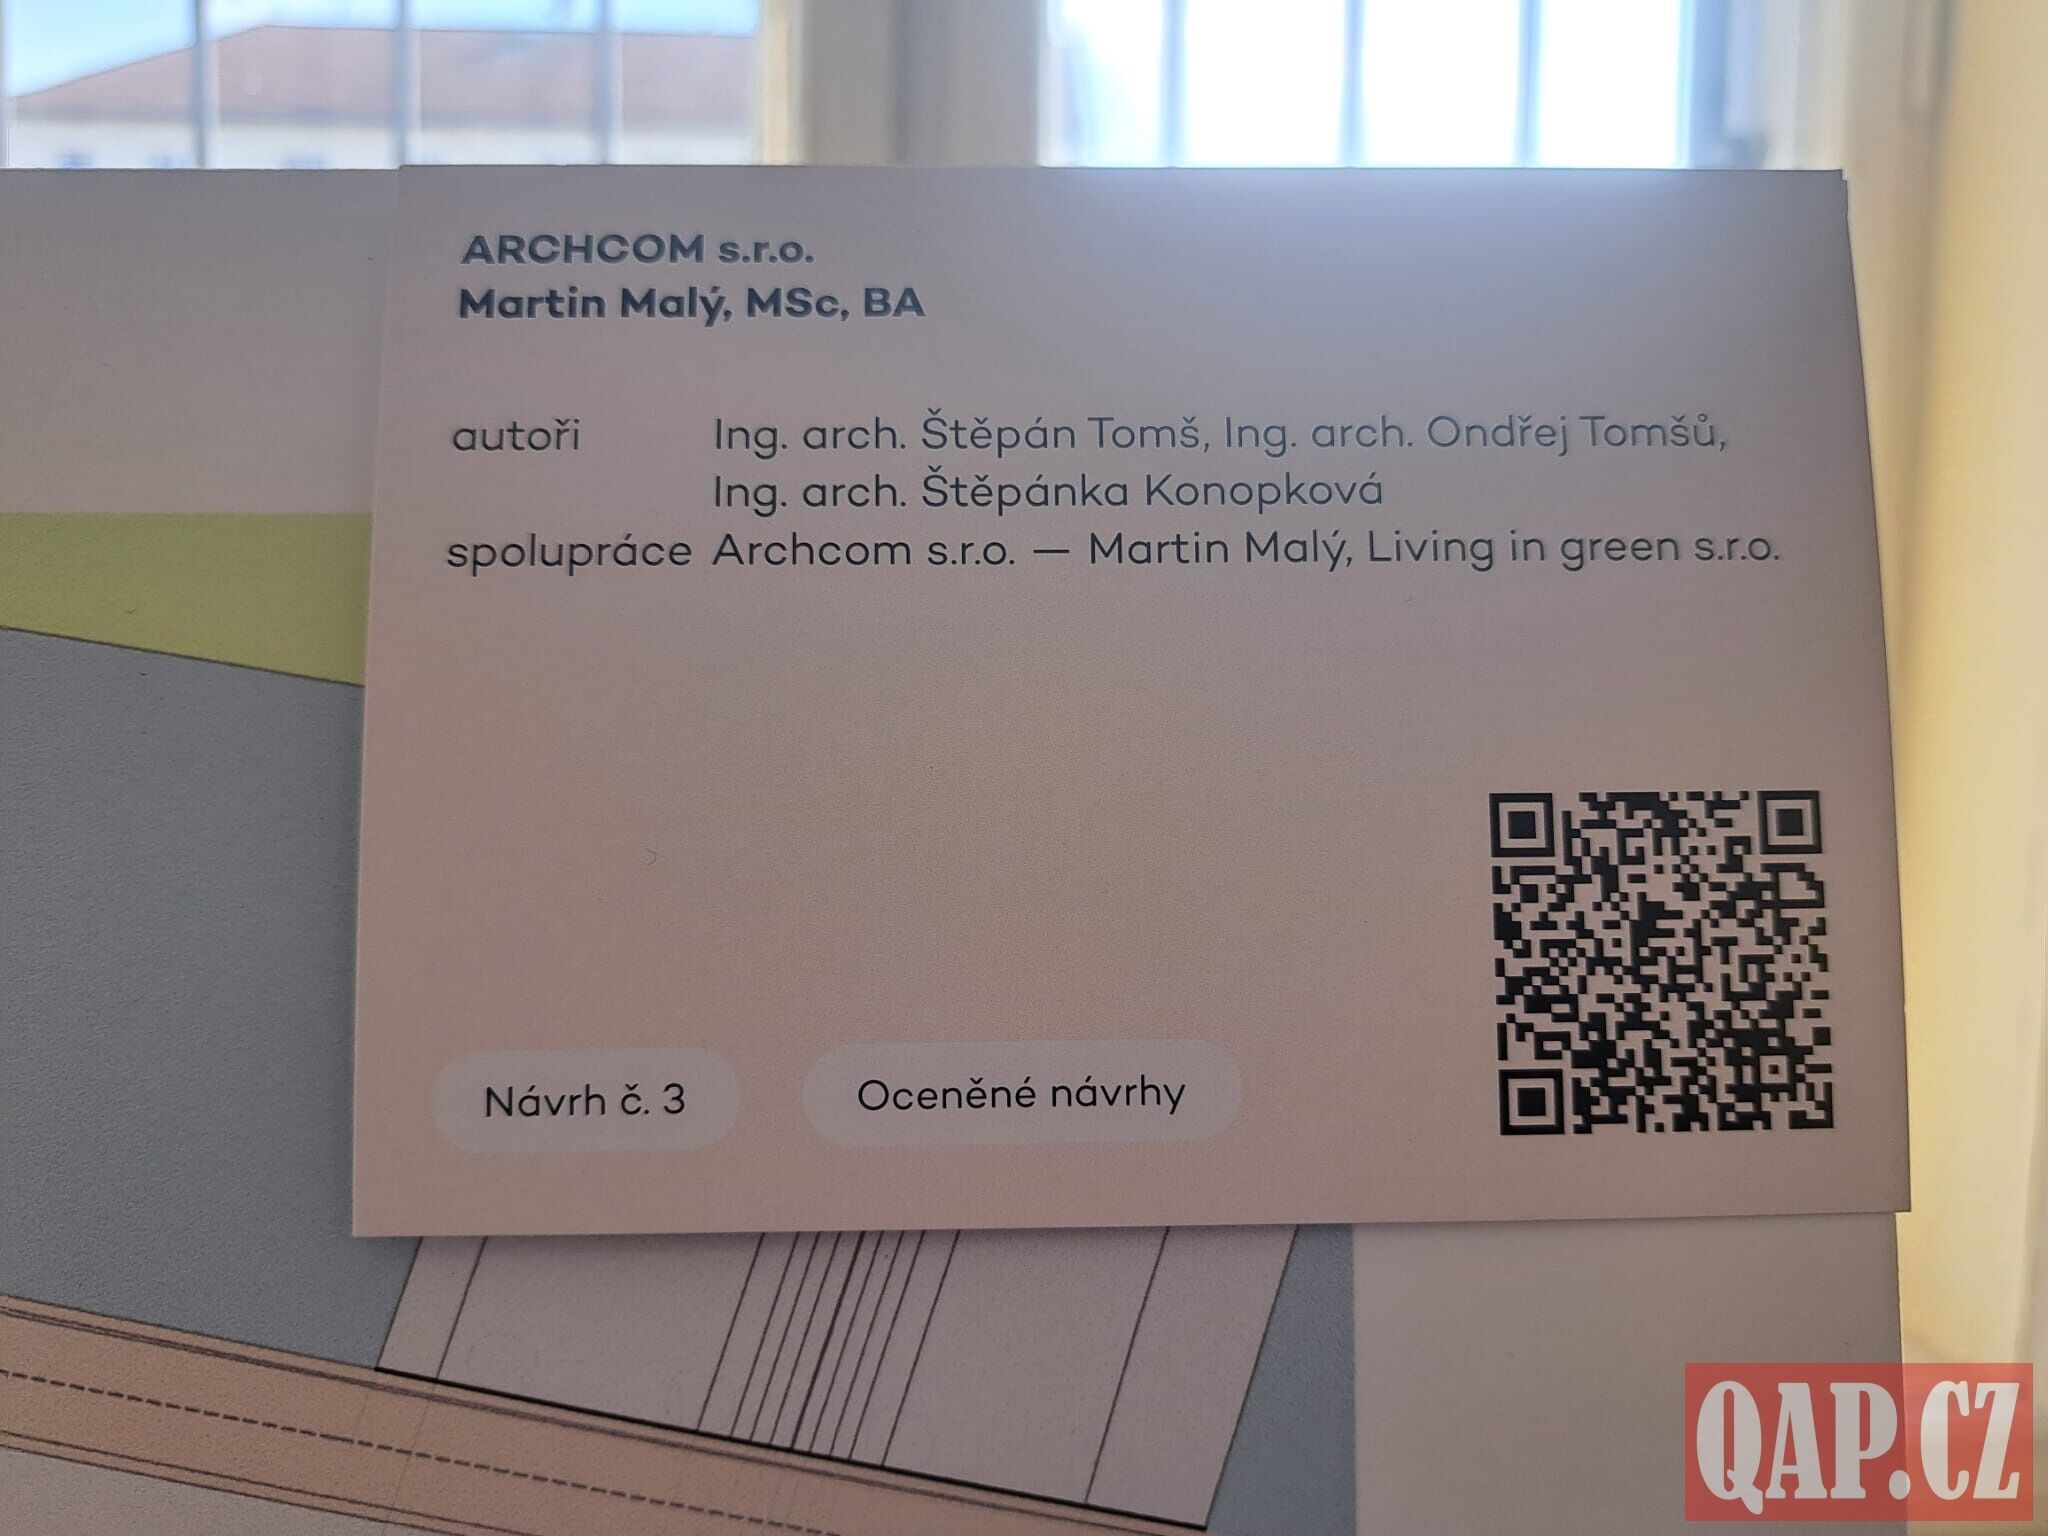 ARCHCOM s.r.o.
Martin Malý, MSc, BA
autoři Ing. arch. Štěpán Tomš, Ing. arch. Ondřej Tomšů,
Ing. arch. Štěpánka Konopková
spolupráce Archcom s.r.o. — Martin Malý, Living in green s.r.o.
Návrh č. 3 Oceněné návrhy
QAP.CZ